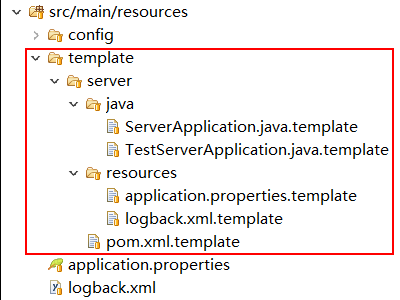 src/main/resources
config
template
server
java
ServerApplication.java.template
TestServerApplication.java.template
resources
application.properties.template
logback.xml.template
pom.xml.template
application.properties
logback.xml